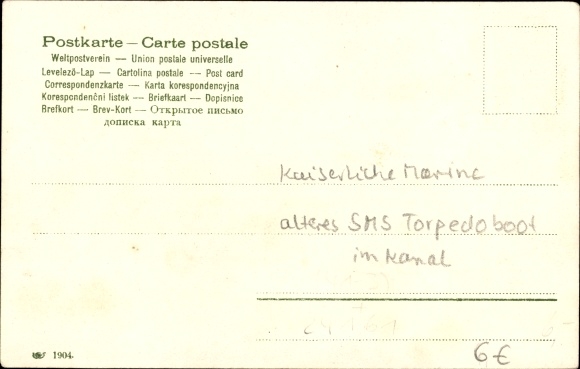 Postkarte – Carte postale
Weltpostverein — Union postale universelle
Levelező-Lap — Cartolina postale — Post card
Correspondenzkarte — Karta korespondencyjna
Korespondenční listek — Briefkaart — Dopisnice
Brefkort — Brev-Kort — Открытое письмо
дописка карта
Kaiserliche Marine
älteres SMS Torpedoboot
im Kanal
6€
1904.